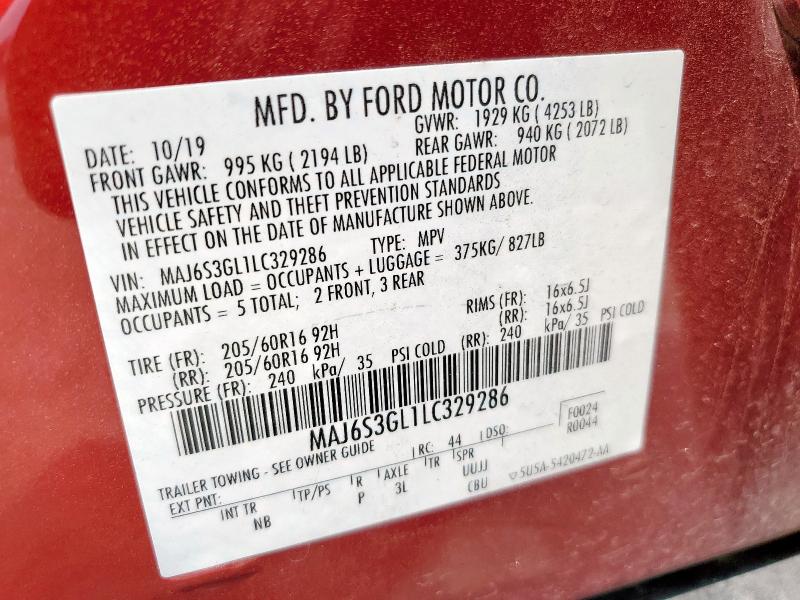 MFD. BY FORD MOTOR CO.
DATE: 10/19 GVWR: 1929 KG ( 4253 LB)
FRONT GAWR: 995 KG ( 2194 LB) REAR GAWR: 940 KG ( 2072 LB)
THIS VEHICLE CONFORMS TO ALL APPLICABLE FEDERAL MOTOR
VEHICLE SAFETY AND THEFT PREVENTION STANDARDS
IN EFFECT ON THE DATE OF MANUFACTURE SHOWN ABOVE.
VIN: MAJ6S3GL1LC329286 TYPE: MPV
MAXIMUM LOAD = OCCUPANTS + LUGGAGE = 375KG/ 827LB
OCCUPANTS = 5 TOTAL; 2 FRONT, 3 REAR
TIRE (FR): 205/60R16 92H RIMS (FR): 16x6.5J
(RR): 205/60R16 92H (RR): 16x6.5J
PRESSURE (FR): 240 kPa/ 35 PSI COLD (RR): 240 kPa/ 35 PSI COLD
MAJ6S3GL1LC329286
TRAILER TOWING - SEE OWNER GUIDE
F0024
EXT PNT: RC: 44 DSO: R0044
INT TR TP/PS R AXLE TR SPR
NB P 3L UUJJ
CBU
5U5A-5420472-AA